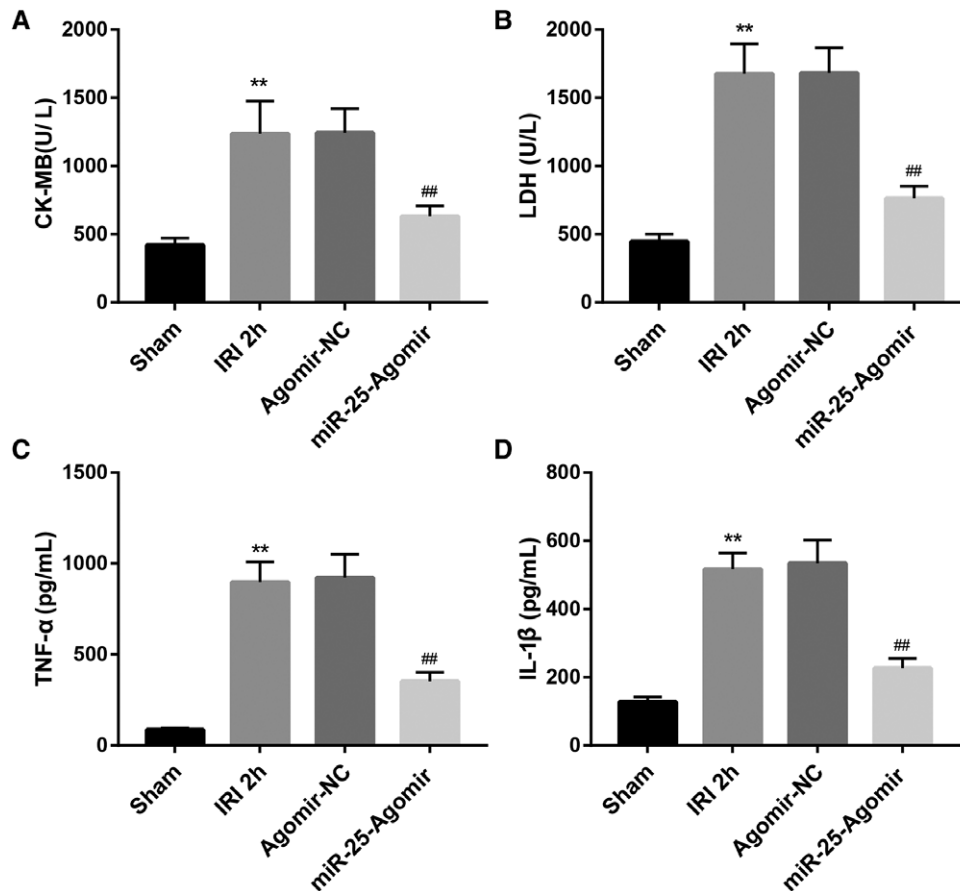 A
CK-MB(U/ L)
2000
1500
1000
500
0
**
##
Sham
IRI 2h
Agomir-NC
miR-25-Agomir
B
LDH (U/L)
2000
1500
1000
500
0
**
##
Sham
IRI 2h
Agomir-NC
miR-25-Agomir
C
TNF-α (pg/mL)
1500
1000
500
0
**
##
Sham
IRI 2h
Agomir-NC
miR-25-Agomir
D
IL-1β (pg/mL)
800
600
400
200
0
**
##
Sham
IRI 2h
Agomir-NC
miR-25-Agomir